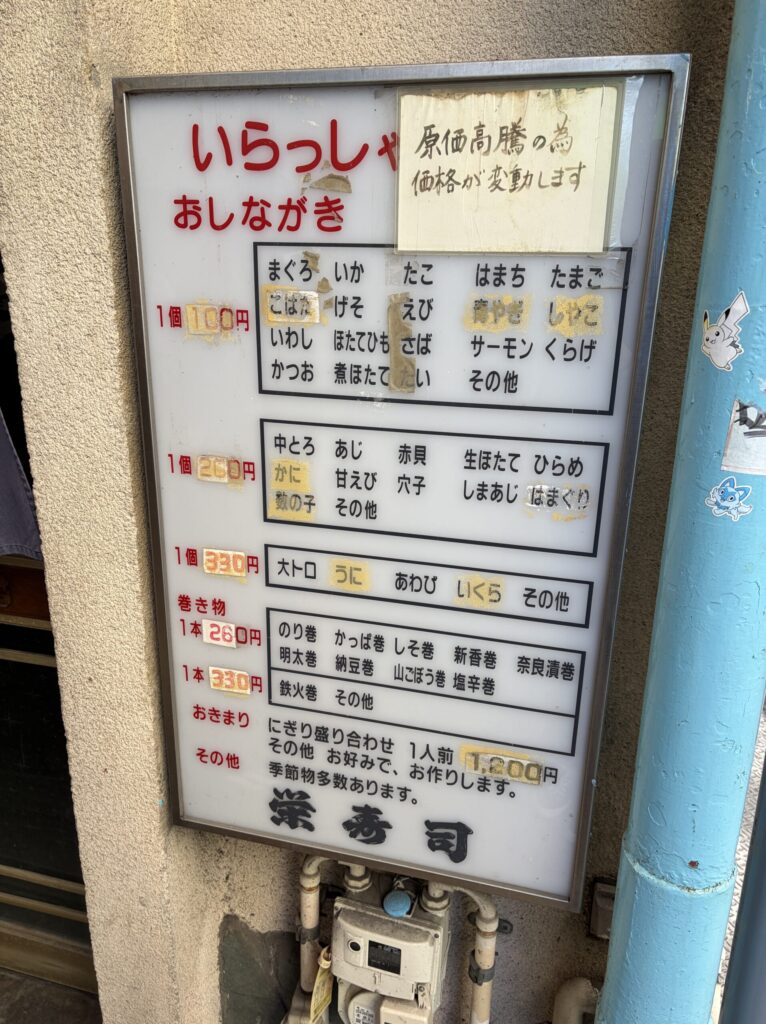 いらっしゃ
原価高騰の為
価格が変動します
おしながき
1個 100円
まぐろ いか たこ はまち たまご
こはだ げそ えび 青やぎ しゃこ
いわし ほたてひも さば サーモン くらげ
かつお 煮ほたて たい その他
1個 200円
中とろ あじ 赤貝 生ほたて ひらめ
かに 甘えび 穴子 しまあじ はまぐり
数の子 その他
1個 330円
大トロ うに あわび いくら その他
巻き物
1本 260円
のり巻 かっぱ巻 しそ巻 新香巻 奈良漬巻
明太巻 納豆巻 山ごぼう巻 塩辛巻
1本 330円
鉄火巻 その他
おきまり にぎり盛り合わせ 1人前 1,200円
その他 その他 お好みで、お作りします。
季節物多数あります。
栄寿司